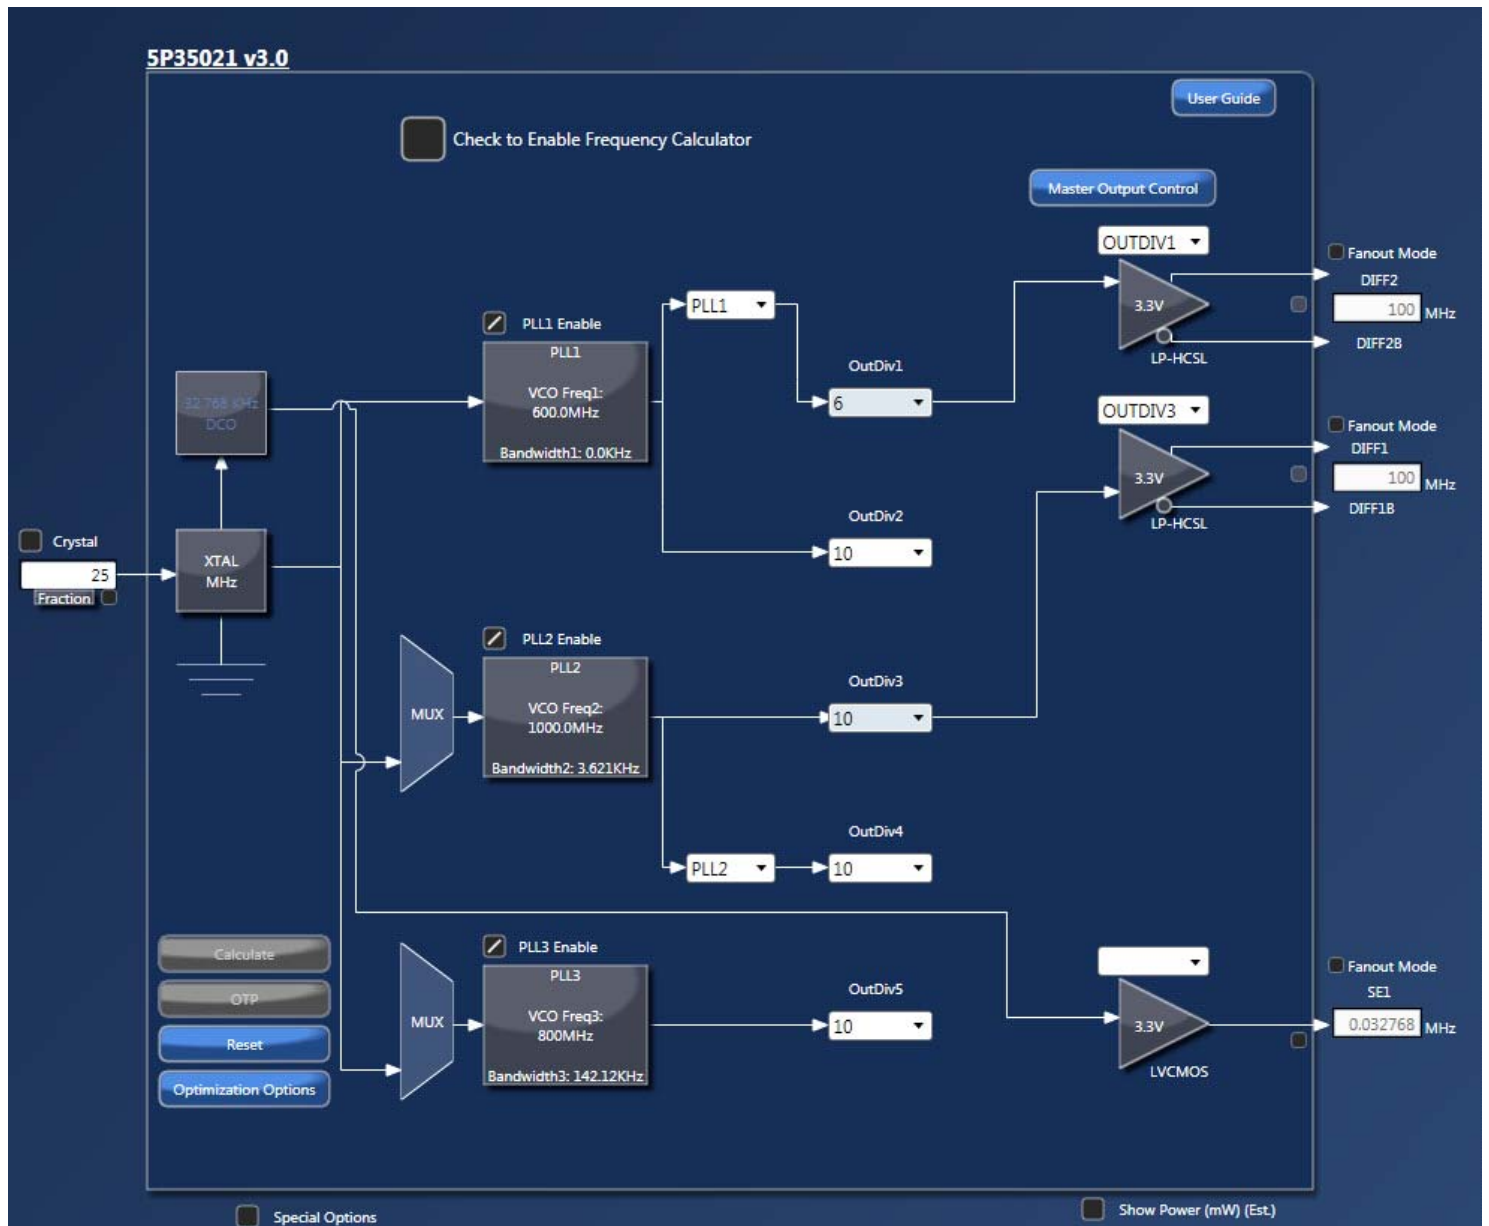 5P35021 v3.0
User Guide
Check to Enable Frequency Calculator
Master Output Control
OUTDIV1
Fanout Mode
DIFF2
PLL1
3.3V
100 MHz
PLL1 Enable
DIFF2B
PLL1
LP-HCSL
OutDiv1
32.768 KHz
DCO
VCO Freq1:
600.0MHz
6
OUTDIV3
Fanout Mode
DIFF1
Bandwidth1: 0.0KHz
3.3V
100 MHz
DIFF1B
OutDiv2
LP-HCSL
Crystal
10
XTAL
MHz
25
Fraction
PLL2 Enable
PLL2
OutDiv3
MUX
VCO Freq2:
1000.0MHz
10
Bandwidth2: 3.621KHz
OutDiv4
PLL2
10
Calculate
PLL3 Enable
Fanout Mode
PLL3
OutDiv5
SE1
OTP
MUX
VCO Freq3:
800MHz
10
3.3V
0.032768 MHz
Reset
Bandwidth3: 142.12KHz
LVCMOS
Optimization Options
Special Options
Show Power (mW) (Est.)